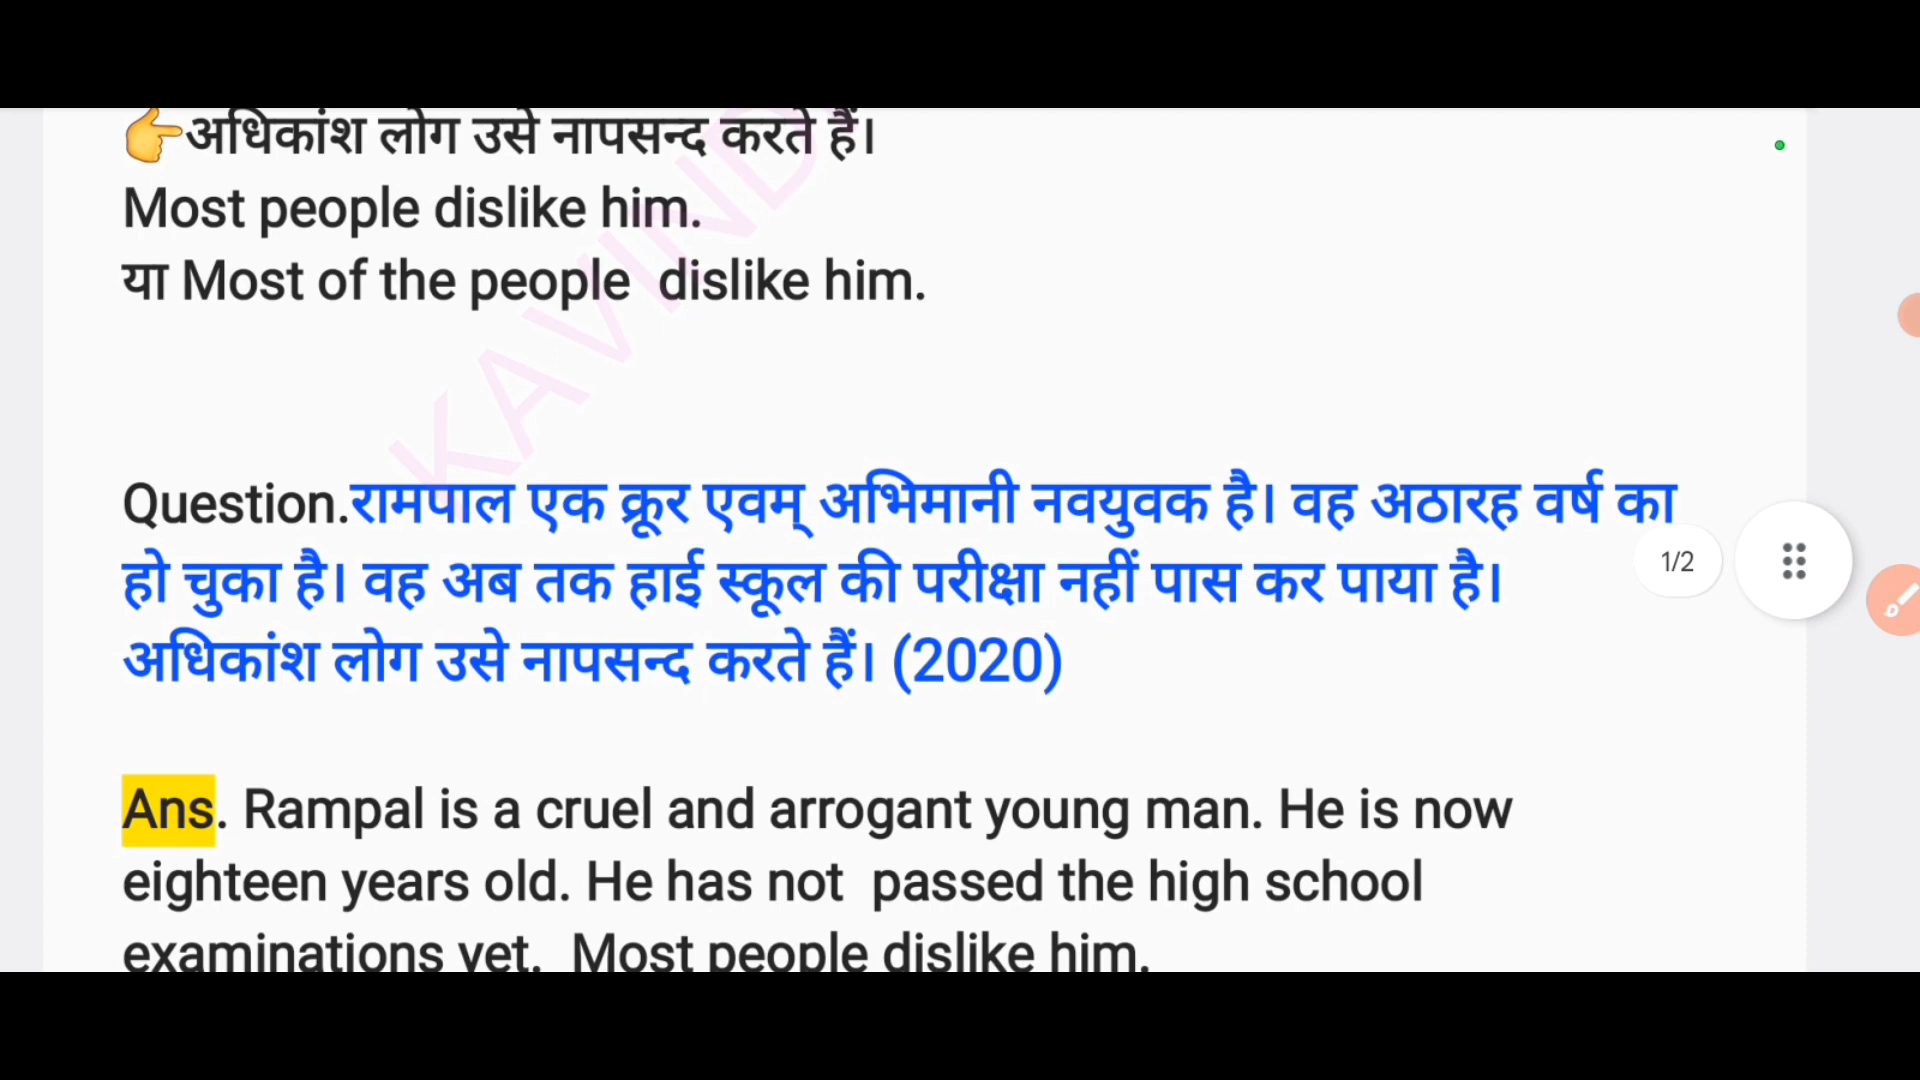 👉अधिकांश लोग उसे नापसन्द करते हैं।
Most people dislike him.
या Most of the people  dislike him.
KAVIND
Question.रामपाल एक क्रूर एवम् अभिमानी नवयुवक है। वह अठारह वर्ष का
हो चुका है। वह अब तक हाई स्कूल की परीक्षा नहीं पास कर पाया है।
1/2
अधिकांश लोग उसे नापसन्द करते हैं। (2020)
Ans. Rampal is a cruel and arrogant young man. He is now
eighteen years old. He has not  passed the high school
examinations yet.  Most people dislike him.